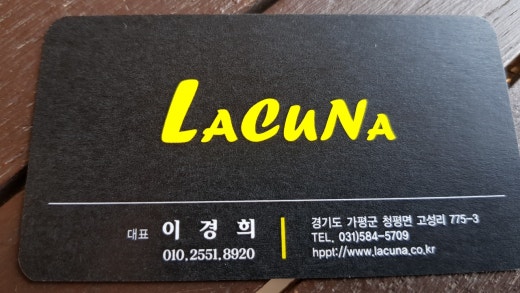 LACUNA
대표 이경희
010.2551.8920
경기도 가평군 청평면 고성리 775-3
TEL. 031)584-5709
hppt://www.lacuna.co.kr